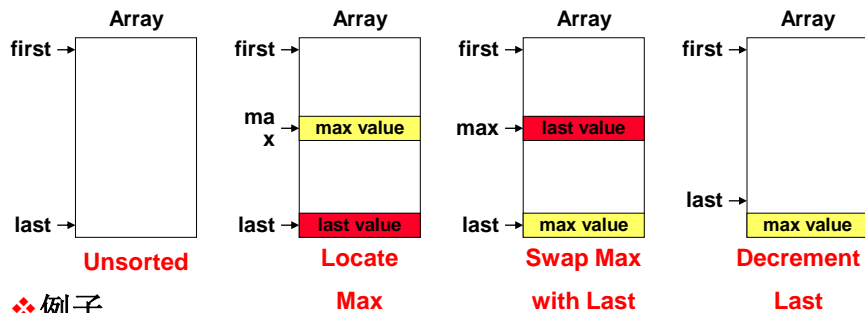 Array Array Array Array
first first first first
ma
x
max value
max
last value
last
last
last value
last
max value
last
max value
Unsorted Locate Swap Max Decrement
Max with Last Last
❖例子